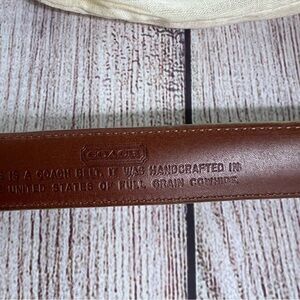 COACH
S IS A COACH BELT. IT WAS HANDCRAFTED IN
UNITED STATES OF FULL GRAIN COWHIDE.